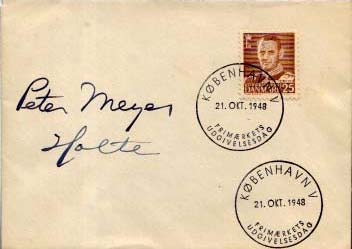 DANMARK 25
KØBENHAVN V
21. OKT. 1948
FRIMÆRKETS
UDGIVELSESDAG
Peter Meyer
Holte
KØBENHAVN V
21. OKT. 1948
FRIMÆRKETS
UDGIVELSESDAG